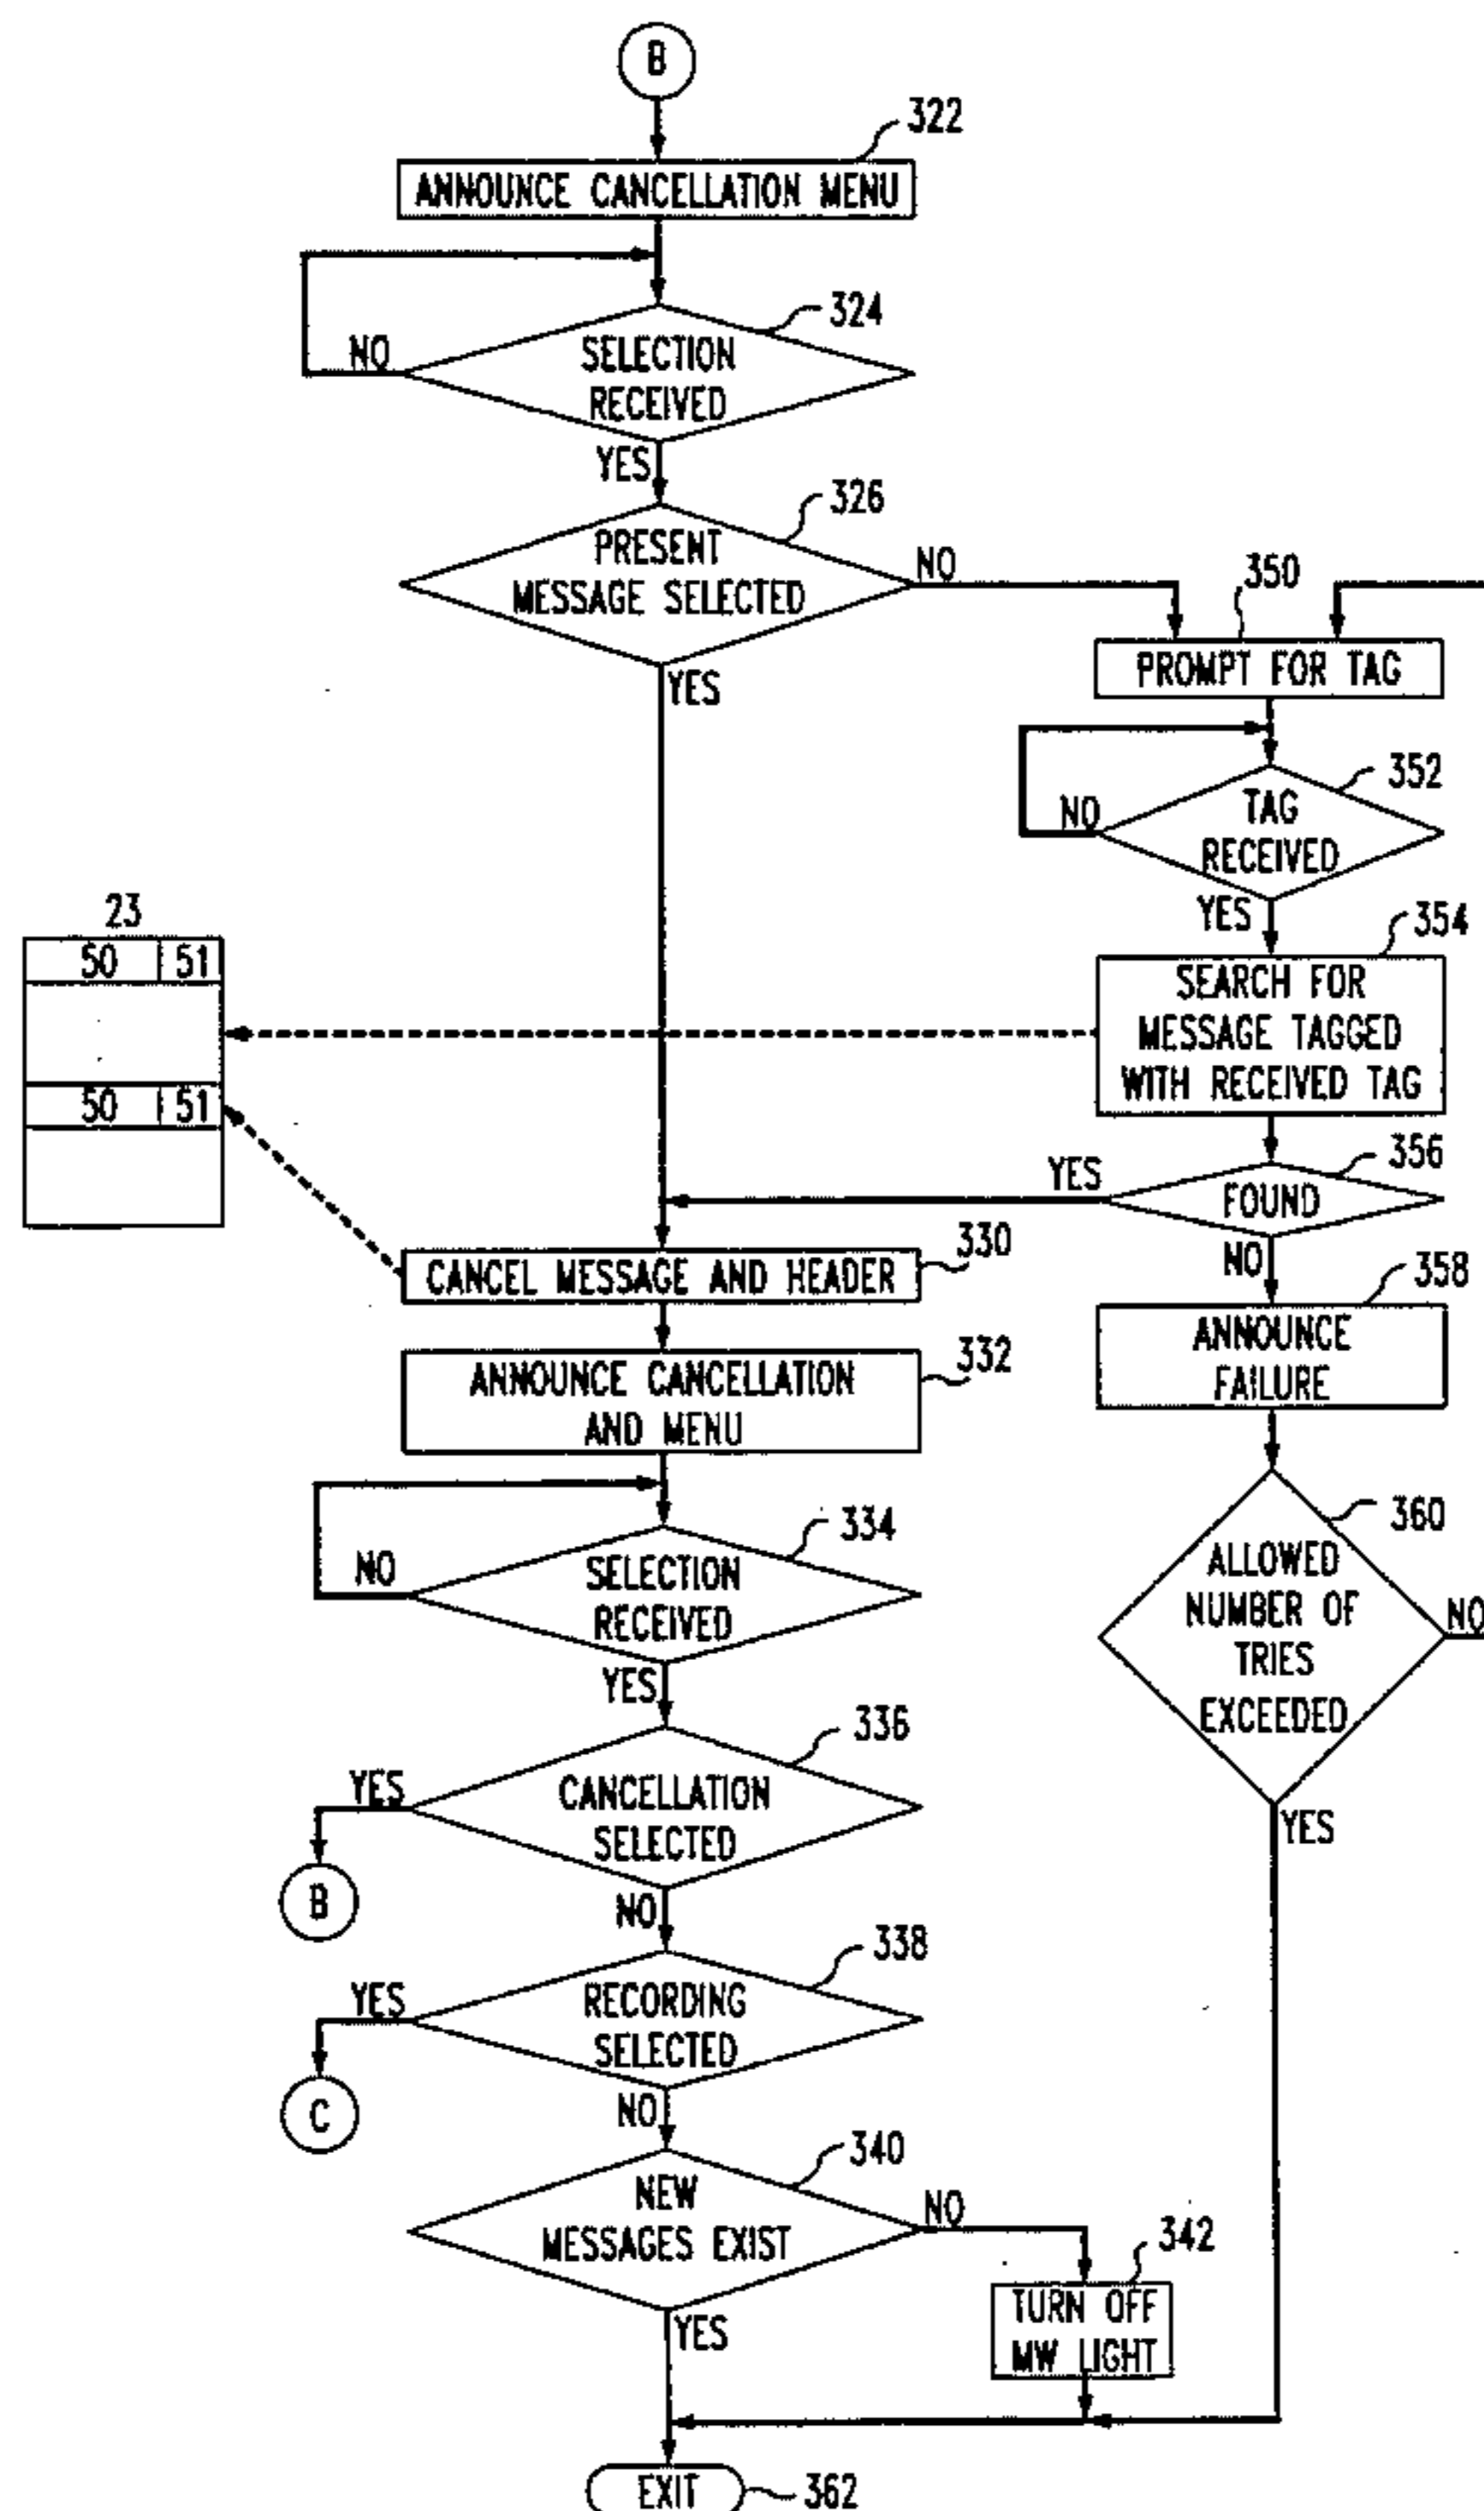 B
322
ANNOUNCE CANCELLATION MENU
324
NO
SELECTION
RECEIVED
YES
326
PRESENT
MESSAGE SELECTED
NO
YES
350
PROMPT FOR TAG
352
NO
TAG
RECEIVED
YES
354
SEARCH FOR
MESSAGE TAGGED
WITH RECEIVED TAG
23
50 51
50 51
356
YES
FOUND
NO
330
CANCEL MESSAGE AND HEADER
358
ANNOUNCE
FAILURE
332
ANNOUNCE CANCELLATION
AND MENU
334
NO
SELECTION
RECEIVED
YES
360
ALLOWED
NUMBER OF
TRIES
EXCEEDED
NO
YES
336
YES
CANCELLATION
SELECTED
B
NO
338
YES
RECORDING
SELECTED
C
NO
340
NEW
MESSAGES EXIST
NO
YES
342
TURN OFF
MW LIGHT
EXIT
362